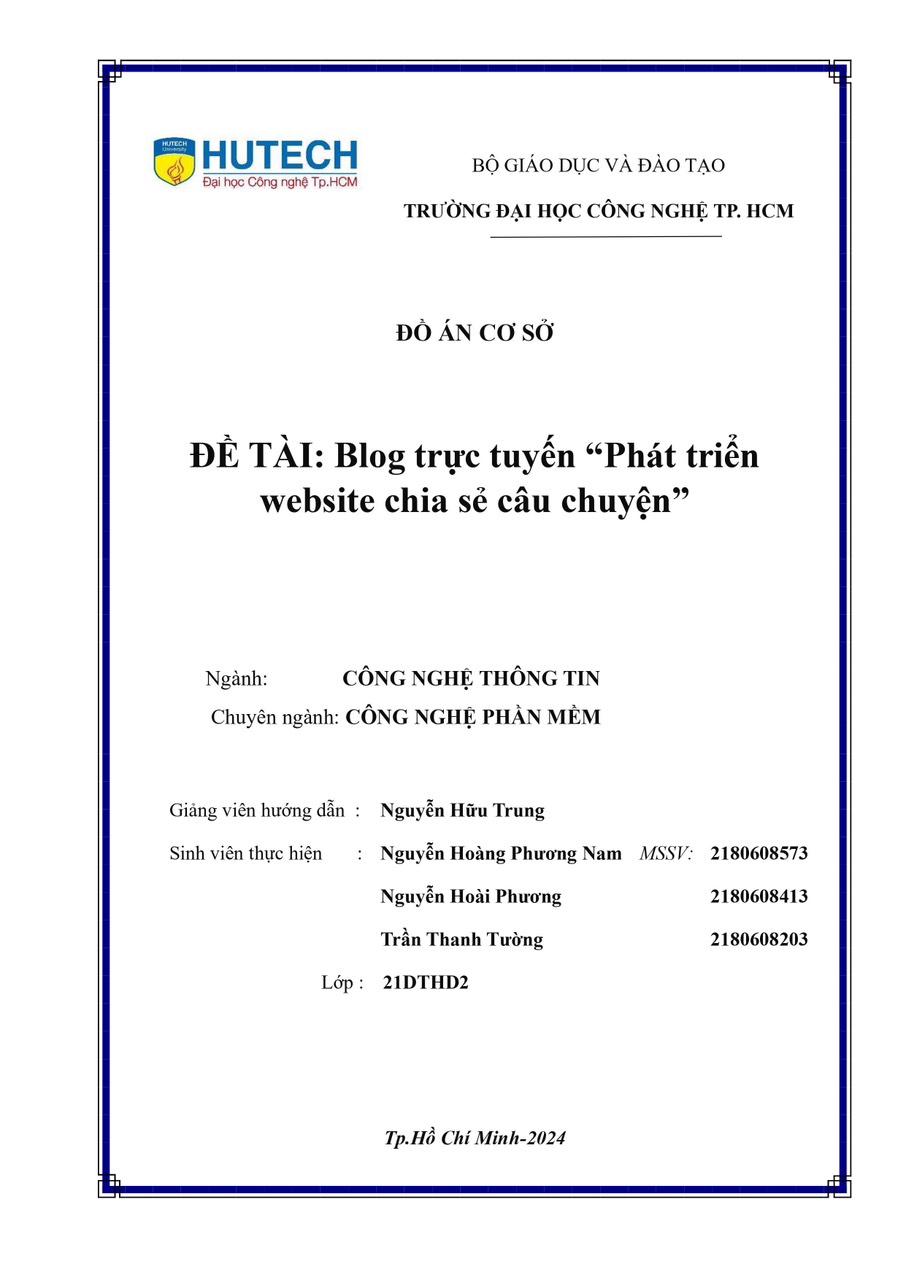 HUTECH
University
HUTECH
Đại học Công nghệ Tp.HCM
BỘ GIÁO DỤC VÀ ĐÀO TẠO
TRƯỜNG ĐẠI HỌC CÔNG NGHỆ TP. HCM
ĐỒ ÁN CƠ SỞ
ĐỀ TÀI: Blog trực tuyến “Phát triển
website chia sẻ câu chuyện”
Ngành: CÔNG NGHỆ THÔNG TIN
Chuyên ngành: CÔNG NGHỆ PHẦN MỀM
Giảng viên hướng dẫn : Nguyễn Hữu Trung
Sinh viên thực hiện : Nguyễn Hoàng Phương Nam MSSV: 2180608573
Nguyễn Hoài Phương 2180608413
Trần Thanh Tường 2180608203
Lớp : 21DTHD2
Tp.Hồ Chí Minh-2024